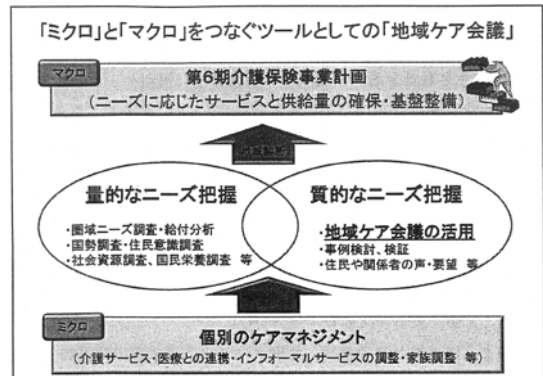 「ミクロ」と「マクロ」をつなぐツールとしての「地域ケア会議」
マクロ
第6期介護保険事業計画
(ニーズに応じたサービスと供給量の確保・基盤整備)
量的なニーズ把握
・圏域ニーズ調査・給付分析
・国勢調査・住民意識調査
・社会資源調査、国民栄養調査 等
質的なニーズ把握
・地域ケア会議の活用
・事例検討、検証
・住民や関係者の声・要望 等
ミクロ
個別のケアマネジメント
(介護サービス・医療との連携・インフォーマルサービスの調整・家族調整 等)